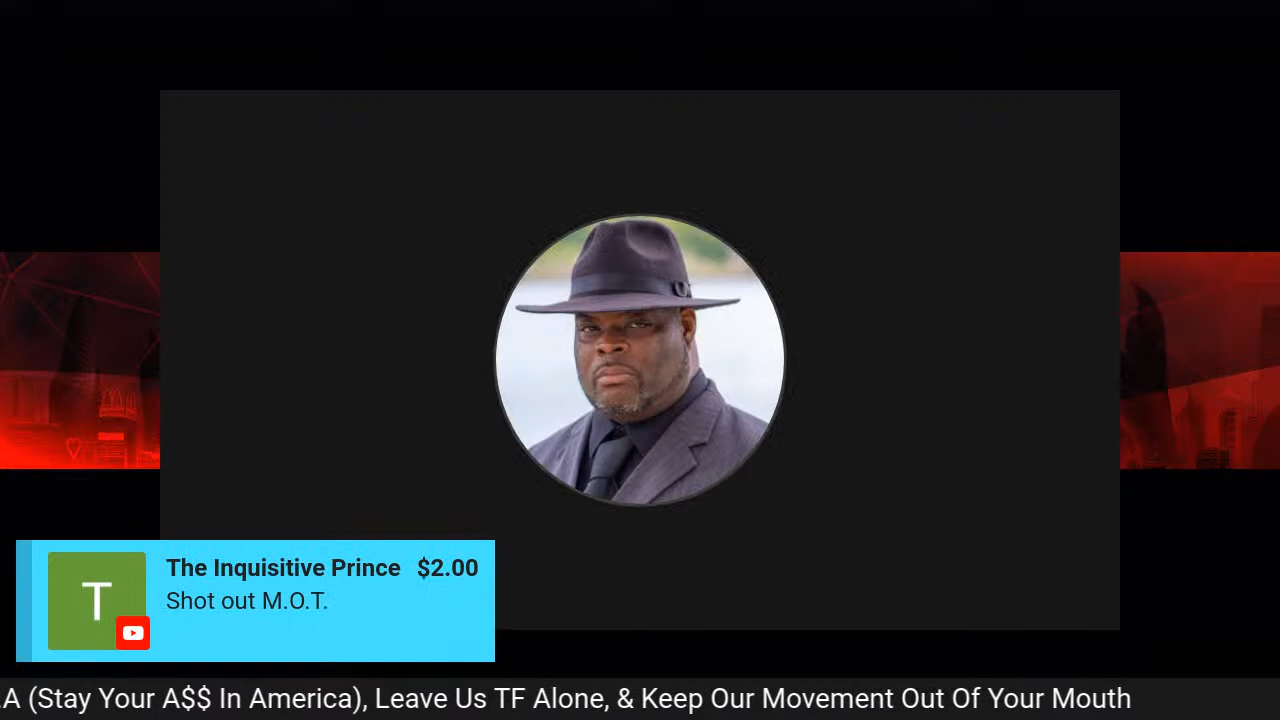 The Inquisitive Prince $2.00
T
Shot out M.O.T.
.A (Stay Your A$$ In America), Leave Us TF Alone, & Keep Our Movement Out Of Your Mouth